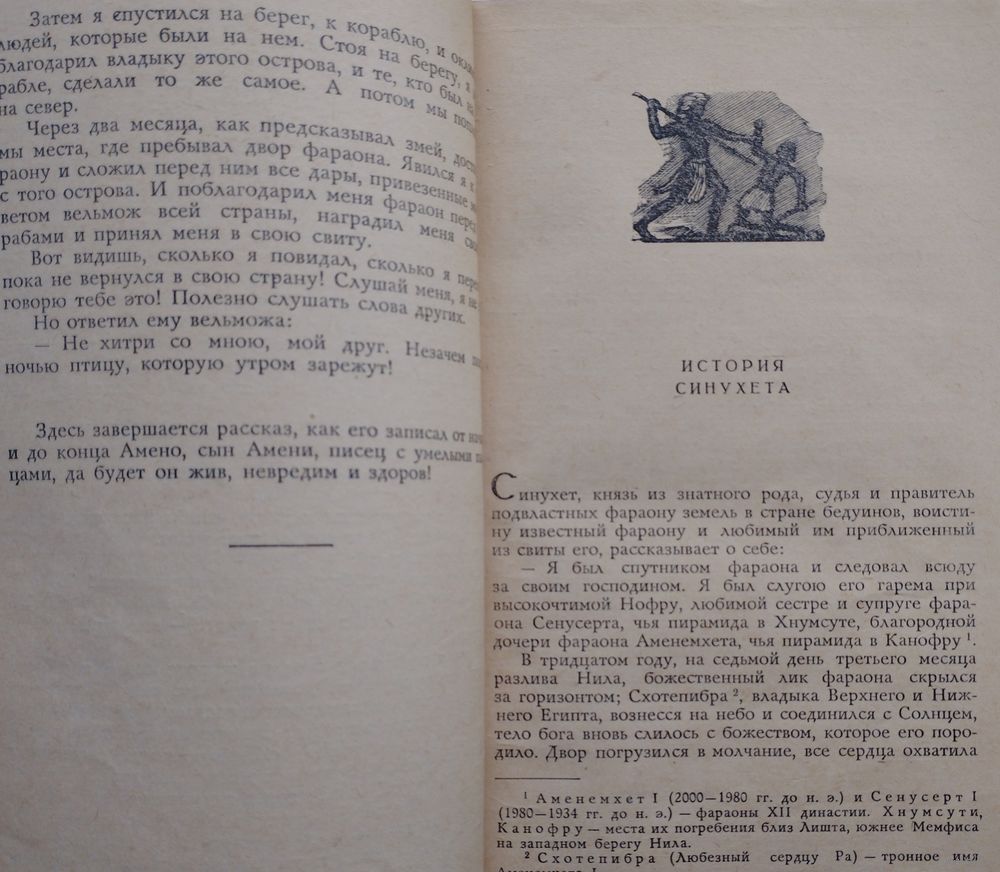 Затем я спустился на берег, к кораблю, и
людей, которые были на нем. Стоя на берегу, я
благодарил владыку этого острова, и те, кто был на
рабле, сделали то же самое. А потом мы
на север.
Через два месяца, как предсказывал змей,
мы места, где пребывал двор фараона. Явился я к
раону и сложил перед ним все дары, привезенные
с того острова. И поблагодарил меня фараон перед
ветом вельмож всей страны, наградил меня
рабами и принял меня в свою свиту.
Вот видишь, сколько я повидал, сколько я
пока не вернулся в свою страну! Слушай меня, я не
говорю тебе это! Полезно слушать слова других.
Но ответил ему вельможа:
— Не хитри со мною, мой друг. Незачем
ночью птицу, которую утром зарежут!
Здесь завершается рассказ, как его записал от
и до конца Амено, сын Амени, писец с умелыми
цами, да будет он жив, невредим и здоров!
ИСТОРИЯ
СИНУХЕТА
Синухет, князь из знатного рода, судья и правитель
подвластных фараону земель в стране бедуинов, воисти-
ну известный фараону и любимый им приближенный
из свиты его, рассказывает о себе:
— Я был спутником фараона и следовал всюду
за своим господином. Я был слугою его гарема при
высокочтимой Нофру, любимой сестре и супруге фара-
она Сенусерта, чья пирамида в Хнумсуте, благородной
дочери фараона Аменемхета, чья пирамида в Канофру ¹.
В тридцатом году, на седьмой день третьего месяца
разлива Нила, божественный лик фараона скрылся
за горизонтом; Схотепибра ², владыка Верхнего и Ниж-
него Египта, вознесся на небо и соединился с Солнцем,
тело бога вновь слилось с божеством, которое его поро-
дило. Двор погрузился в молчание, все сердца охватила
¹ Аменемхет I (2000—1980 гг. до н. э.) и Сенусерт I
(1980—1934 гг. до н. э.) — фараоны XII династии. Хнумсути,
Канофру — места их погребения близ Лишта, южнее Мемфиса
на западном берегу Нила.
² Схотепибра (Любезный сердцу Ра) — тронное имя